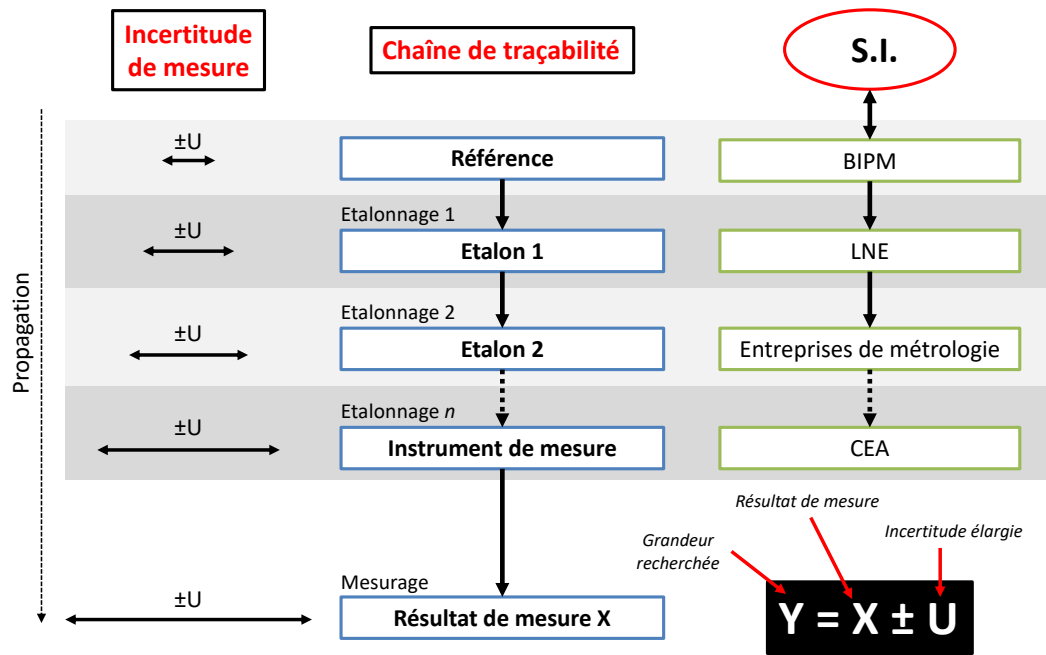 Incertitude
de mesure
Chaîne de traçabilité
S.I.
Propagation
±U
Référence
BIPM
Etalonnage 1
±U
Etalon 1
LNE
Etalonnage 2
±U
Etalon 2
Entreprises de métrologie
Etalonnage n
±U
Instrument de mesure
CEA
Résultat de mesure
Grandeur
recherchée
Incertitude élargie
Mesurage
±U
Résultat de mesure X
Y = X ± U